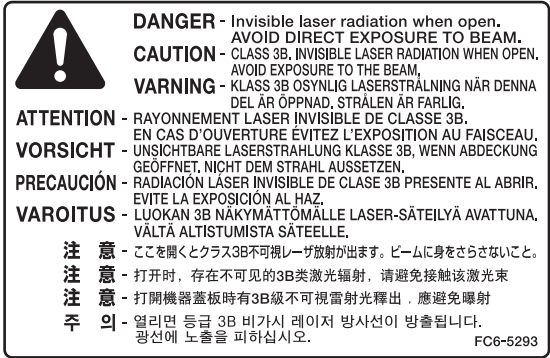 DANGER - Invisible laser radiation when open.
AVOID DIRECT EXPOSURE TO BEAM.
CAUTION - CLASS 3B, INVISIBLE LASER RADIATION WHEN OPEN,
AVOID EXPOSURE TO THE BEAM,
VARNING - KLASS 3B OSYNLIG LASERSTRÅLNING NÄR DENNA
DEL ÄR ÖPPNAD. STRÅLEN ÄR FARLIG.
ATTENTION - RAYONNEMENT LASER INVISIBLE DE CLASSE 3B.
EN CAS D'OUVERTURE ÉVITEZ L'EXPOSITION AU FAISCEAU.
VORSICHT - UNSICHTBARE LASERSTRAHLUNG KLASSE 3B, WENN ABDECKUNG
GEÖFFNET. NICHT DEM STRAHL AUSSETZEN.
PRECAUCIÓN - RADIACIÓN LÁSER INVISIBLE DE CLASE 3B PRESENTE AL ABRIR.
EVITE LA EXPOSICIÓN AL HAZ.
VAROITUS - LUOKAN 3B NÄKYMÄTTÖMÄLLE LASER-SÄTEILYÄ AVATTUNA.
VÄLTÄ ALTISTUMISTA SÄTEELLE.
注 意 - ここを開くとクラス3B不可視レーザ放射が出ます。ビームに身をさらさないこと。
注 意 - 打开时，存在不可见的3B类激光辐射，请避免接触该激光束
注 意 - 打開機器蓋板時有3B級不可視雷射光釋出，應避免曝射
주 의 - 열리면 등급 3B 비가시 레이저 방사선이 방출됩니다.
광선에 노출을 피하십시오.
FC6-5293